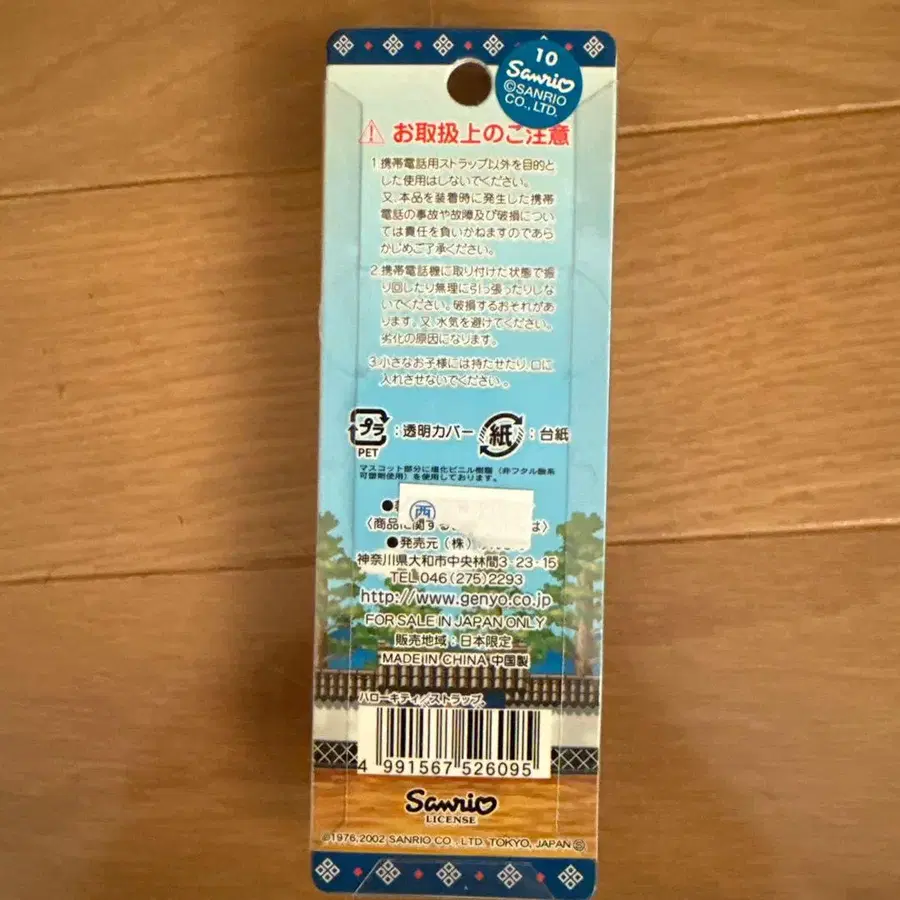 10
Sanrio
©SANRIO
CO., LTD.
お取扱上のご注意
1.携帯電話用ストラップ以外を目的と
した使用はしないでください。
又、本品を装着時に発生した携帯
電話の事故や故障及び破損につい
ては責任を負いかねますのであら
かじめご了承ください。
2.携帯電話機に取り付けた状態で振
り回したり無理に引っ張ったりしな
いでください。破損するおそれがあ
ります。又、水気を避けてください。
劣化の原因になります。
3.小さなお子様には持たせたり、口に
入れさせないでください。
プラ :透明カバー 紙 :台紙
PET
マスコット部分に塩化ビニル樹脂(非フタル酸系
可塑剤使用)を使用しております。
西
〈商品に関する は〉
●発売元(株)
神奈川県大和市中央林間3-23-15
TEL.046(275)2293
http://www.genyo.co.jp
FOR SALE IN JAPAN ONLY
販売地域:日本限定
MADE IN CHINA 中国製
ハローキティ/ストラップ
4 991567 526095
Sanrio
LICENSE
©1976,2002 SANRIO CO., LTD. TOKYO, JAPAN Ⓢ